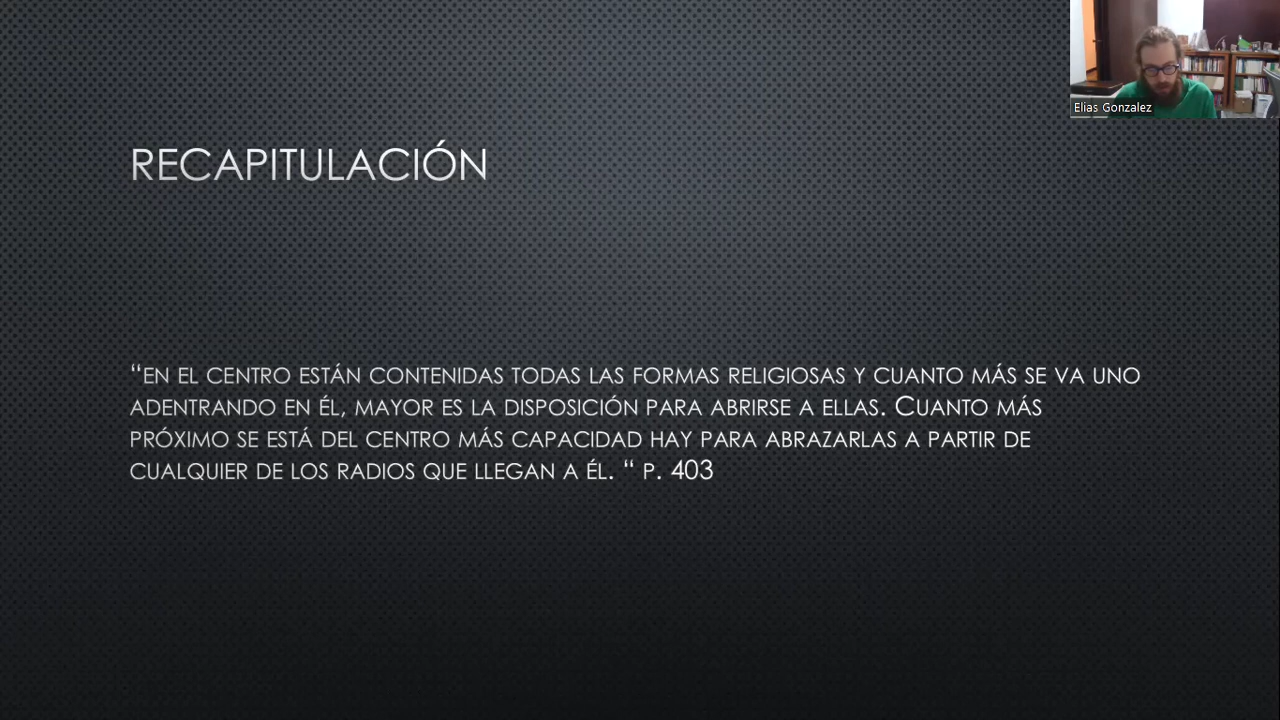 Elias Gonzalez
RECAPITULACIÓN
“EN EL CENTRO ESTÁN CONTENIDAS TODAS LAS FORMAS RELIGIOSAS Y CUANTO MÁS SE VA UNO
ADENTRANDO EN ÉL, MAYOR ES LA DISPOSICIÓN PARA ABRIRSE A ELLAS. CUANTO MÁS
PRÓXIMO SE ESTÁ DEL CENTRO MÁS CAPACIDAD HAY PARA ABRAZARLAS A PARTIR DE
CUALQUIER DE LOS RADIOS QUE LLEGAN A ÉL. “ P. 403